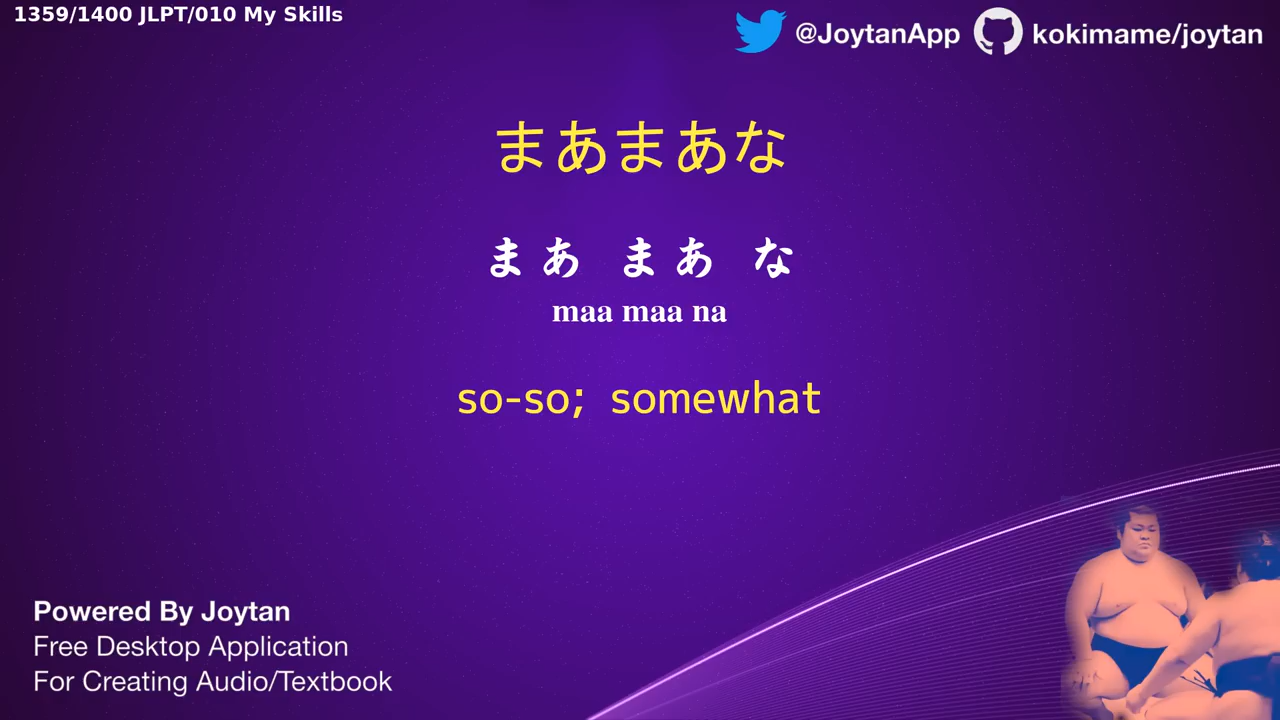 1359/1400 JLPT/010 My Skills
@JoytanApp kokimame/joytan
まあまあな
まあ まあ な
maa maa na
so-so; somewhat
Powered By Joytan
Free Desktop Application
For Creating Audio/Textbook